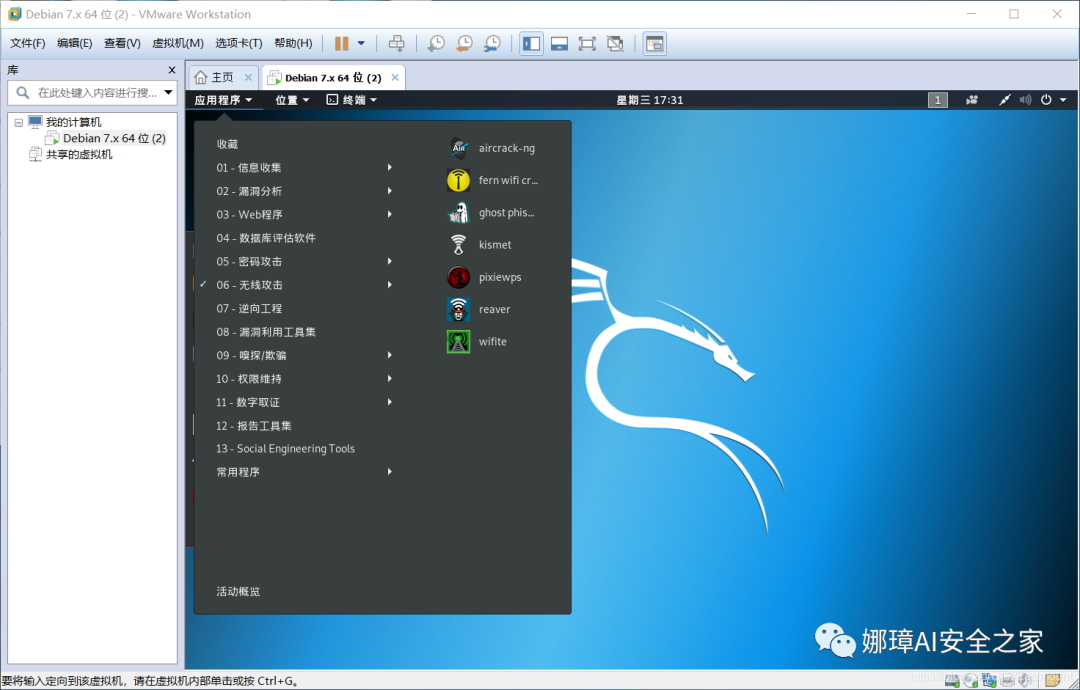 Debian 7.x 64 位 (2) - VMware Workstation
文件(F) 编辑(E) 查看(V) 虚拟机(M) 选项卡(T) 帮助(H)
库
在此处键入内容进行搜...
我的计算机
Debian 7.x 64 位 (2)
共享的虚拟机
主页 Debian 7.x 64 位 (2)
应用程序 位置 终端 星期三 17:31 1
收藏
01 - 信息收集
02 - 漏洞分析
03 - Web程序
04 - 数据库评估软件
05 - 密码攻击
06 - 无线攻击
07 - 逆向工程
08 - 漏洞利用工具集
09 - 嗅探/欺骗
10 - 权限维持
11 - 数字取证
12 - 报告工具集
13 - Social Engineering Tools
常用程序
活动概览
aircrack-ng
fern wifi cr...
ghost phis...
kismet
pixiewps
reaver
wifite
娜璋AI安全之家
要将输入定向到该虚拟机，请在虚拟机内部单击或按 Ctrl+G。